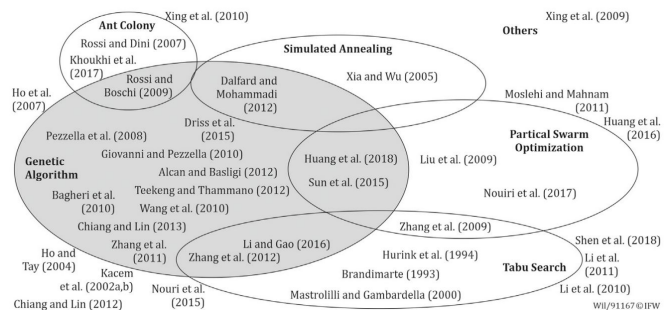 Ant Colony
Xing et al. (2010)
Rossi and Dini (2007)
Khoukhi et al.
(2017)
Rossi and
Boschi (2009)
Simulated Annealing
Dalfard and
Mohammadi
(2012)
Xia and Wu (2005)
Others
Xing et al. (2009)
Moslehi and Mahnam
(2011)
Huang et al.
(2016)
Ho et al.
(2007)
Driss et al.
(2015)
Pezzella et al. (2008)
Giovanni and Pezzella (2010)
Genetic
Algorithm
Alcan and Basligi (2012)
Bagheri et al.
(2010)
Teekeng and Thammano (2012)
Wang et al. (2010)
Chiang and Lin (2013)
Zhang et al.
(2011)
Huang et al. (2018)
Sun et al. (2015)
Partical Swarm
Optimization
Liu et al. (2009)
Nouiri et al. (2017)
Zhang et al. (2009)
Li and Gao (2016)
Zhang et al. (2012)
Hurink et al. (1994)
Brandimarte (1993)
Mastrolilli and Gambardella (2000)
Tabu Search
Shen et al. (2018)
Li et al.
(2011)
Li et al. (2010)
Ho and
Tay (2004)
Kacem
et al. (2002a,b)
Chiang and Lin (2012)
Nouri et al.
(2015)
Wil/91167©IFW